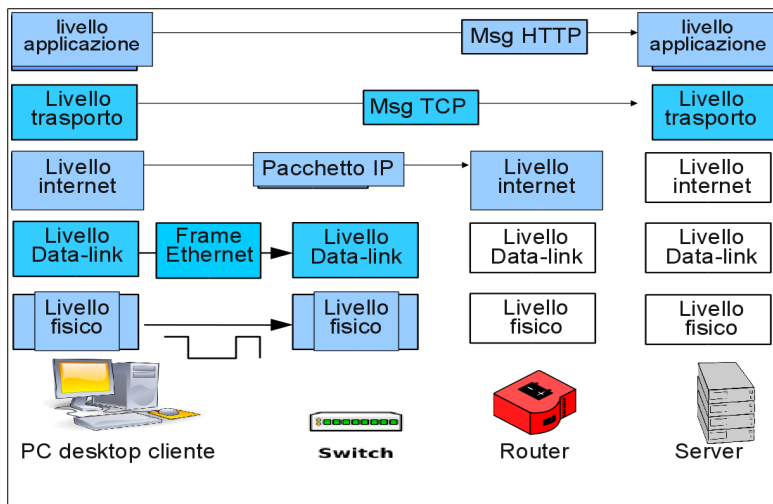 livello
applicazione
Msg HTTP
livello
applicazione
Livello
trasporto
Msg TCP
Livello
trasporto
Livello
internet
Pacchetto IP
Livello
internet
Livello
internet
Livello
Data-link
Frame
Ethernet
Livello
Data-link
Livello
Data-link
Livello
Data-link
Livello
fisico
Livello
fisico
Livello
fisico
Livello
fisico
PC desktop cliente
Switch
Router
Server